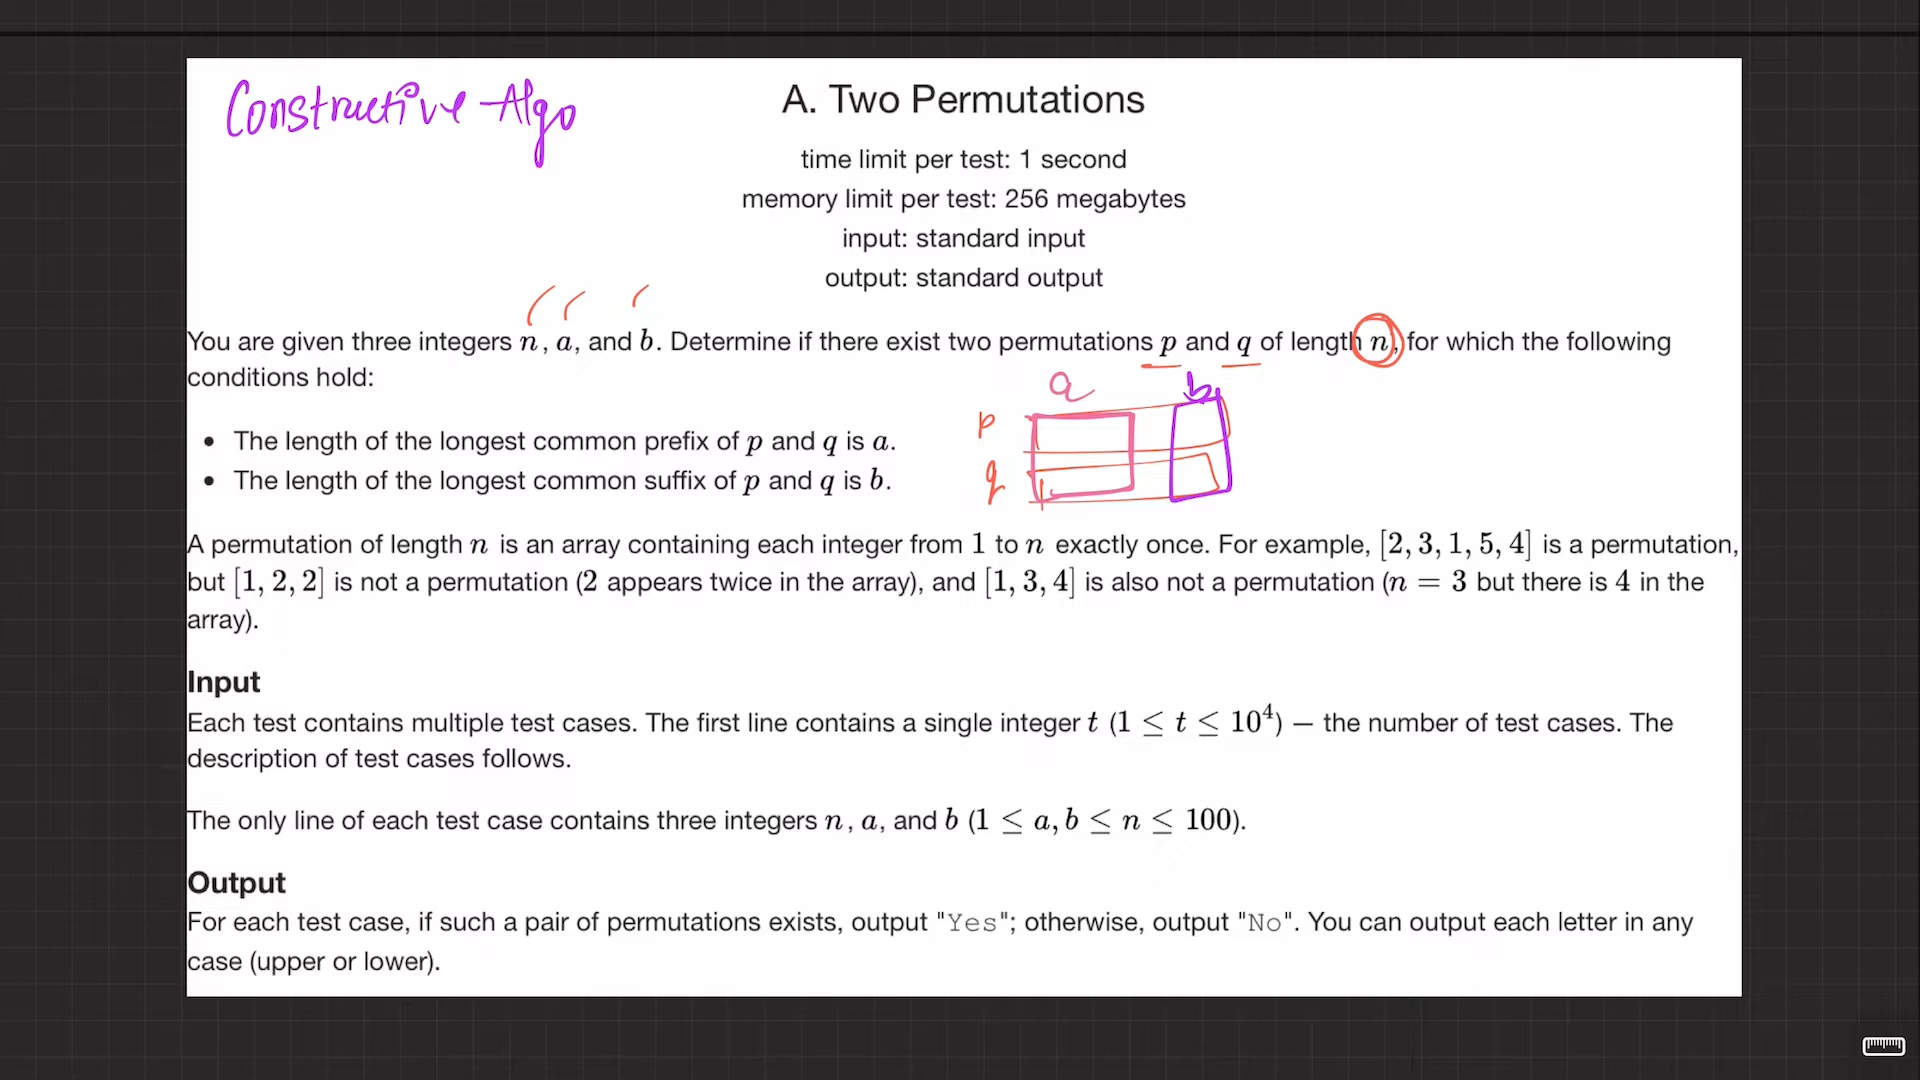 Constructive Algo
A. Two Permutations
time limit per test: 1 second
memory limit per test: 256 megabytes
input: standard input
output: standard output
You are given three integers n, a, and b. Determine if there exist two permutations p and q of length n, for which the following
conditions hold:
a b
p
• The length of the longest common prefix of p and q is a.
q
• The length of the longest common suffix of p and q is b.
A permutation of length n is an array containing each integer from 1 to n exactly once. For example, [2, 3, 1, 5, 4] is a permutation,
but [1, 2, 2] is not a permutation (2 appears twice in the array), and [1, 3, 4] is also not a permutation (n = 3 but there is 4 in the
array).
Input
Each test contains multiple test cases. The first line contains a single integer t (1 ≤ t ≤ 10⁴) — the number of test cases. The
description of test cases follows.
The only line of each test case contains three integers n, a, and b (1 ≤ a, b ≤ n ≤ 100).
Output
For each test case, if such a pair of permutations exists, output "Yes"; otherwise, output "No". You can output each letter in any
case (upper or lower).